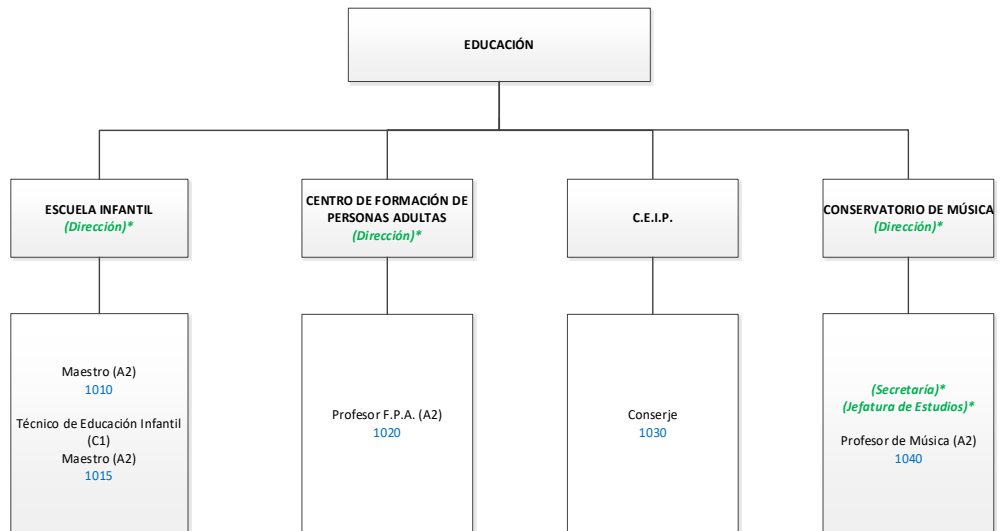 EDUCACIÓN
ESCUELA INFANTIL
(Dirección)*
CENTRO DE FORMACIÓN DE
PERSONAS ADULTAS
(Dirección)*
C.E.I.P.
CONSERVATORIO DE MÚSICA
(Dirección)*
Maestro (A2)
1010
Técnico de Educación Infantil
(C1)
Maestro (A2)
1015
Profesor F.P.A. (A2)
1020
Conserje
1030
(Secretaría)*
(Jefatura de Estudios)*
Profesor de Música (A2)
1040